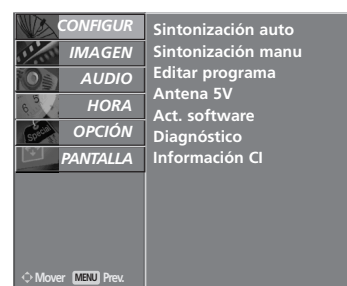 CONFIGUR
IMAGEN
AUDIO
HORA
OPCIÓN
PANTALLA
Sintonización auto
Sintonización manu
Editar programa
Antena 5V
Act. software
Diagnóstico
Información CI
Mover MENU Prev.